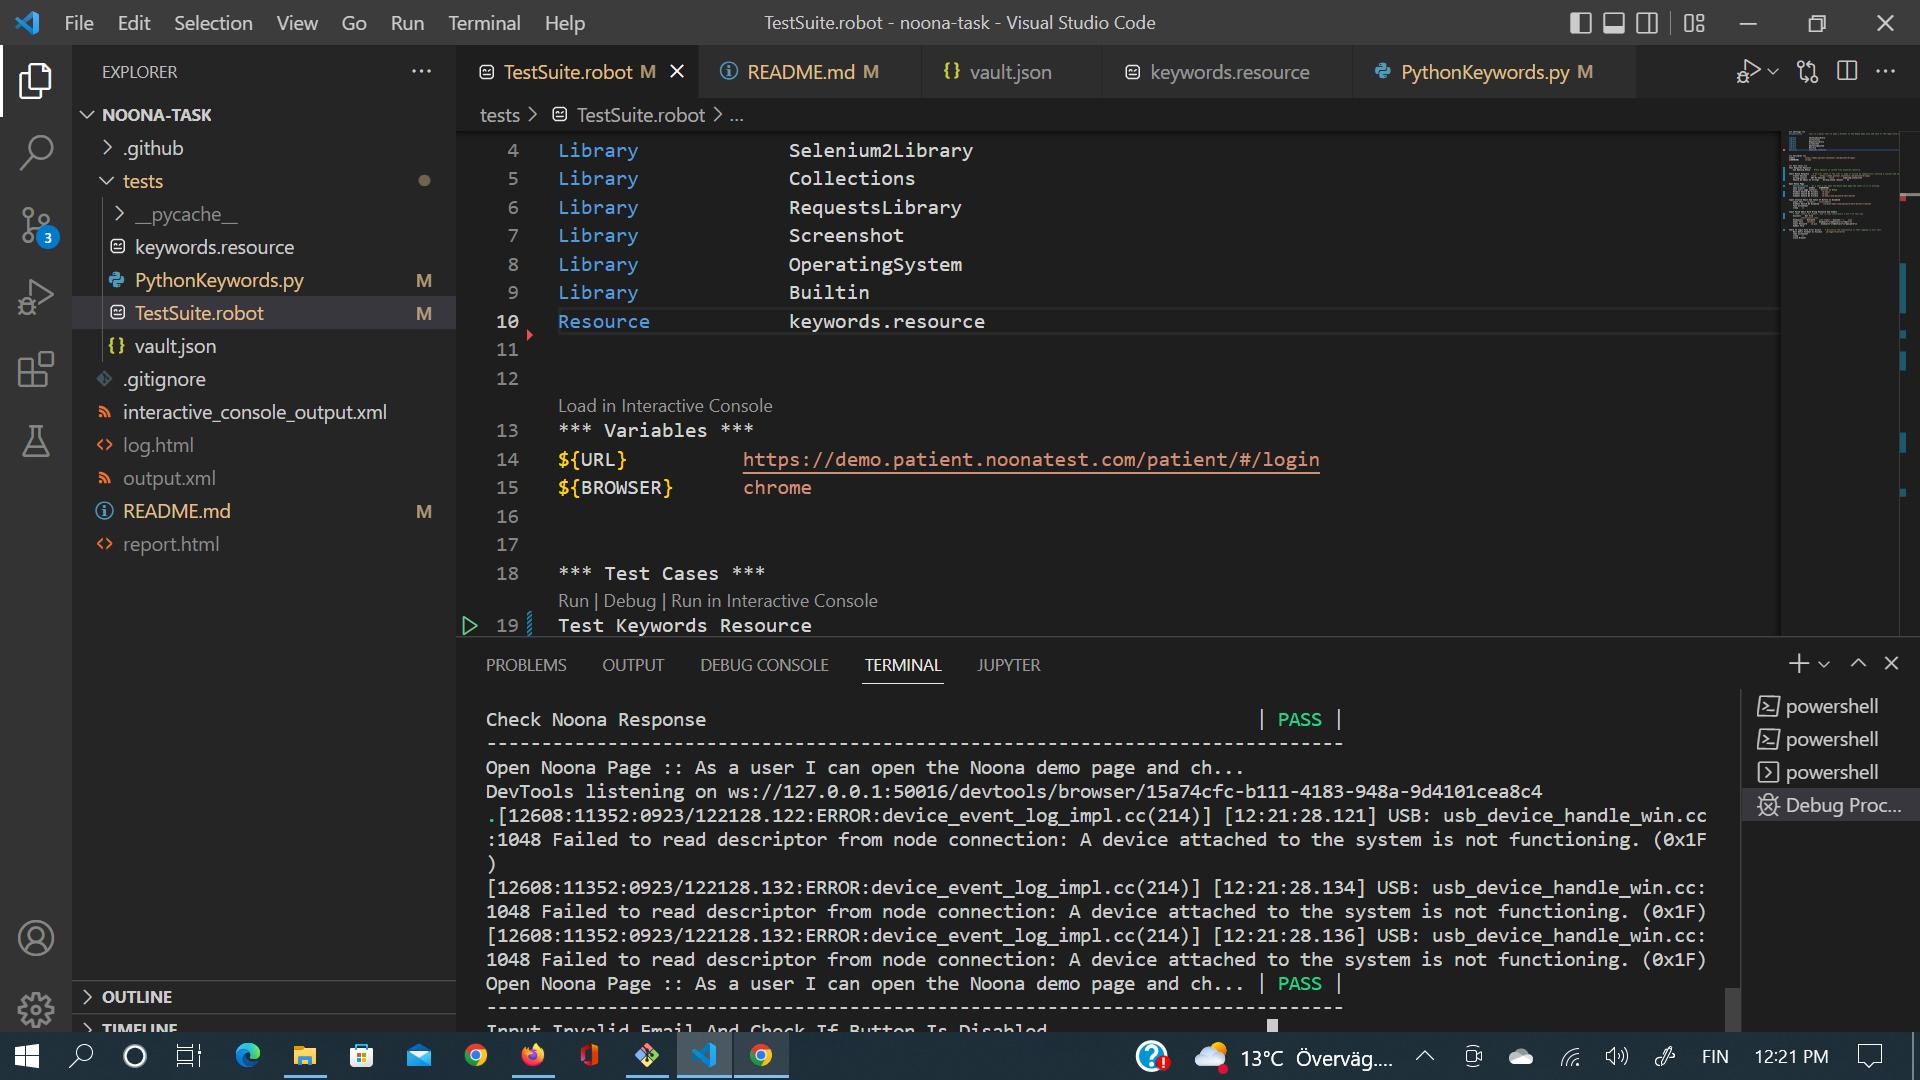 File Edit Selection View Go Run Terminal Help
TestSuite.robot - noona-task - Visual Studio Code
EXPLORER
NOONA-TASK
.github
tests
__pycache__
keywords.resource
PythonKeywords.py M
TestSuite.robot M
vault.json
.gitignore
interactive_console_output.xml
log.html
output.xml
README.md M
report.html
OUTLINE
TIMELINE
3
TestSuite.robot M
README.md M
vault.json
keywords.resource
PythonKeywords.py M
tests > TestSuite.robot > ...
4 Library Selenium2Library
5 Library Collections
6 Library RequestsLibrary
7 Library Screenshot
8 Library OperatingSystem
9 Library Builtin
10 Resource keywords.resource
11
12
Load in Interactive Console
13 *** Variables ***
14 ${URL} https://demo.patient.noonatest.com/patient/#/login
15 ${BROWSER} chrome
16
17
18 *** Test Cases ***
Run | Debug | Run in Interactive Console
19 Test Keywords Resource
PROBLEMS OUTPUT DEBUG CONSOLE TERMINAL JUPYTER
Check Noona Response | PASS |
------------------------------------------------------------------------------
Open Noona Page :: As a user I can open the Noona demo page and ch...
DevTools listening on ws://127.0.0.1:50016/devtools/browser/15a74cfc-b111-4183-948a-9d4101cea8c4
.[12608:11352:0923/122128.122:ERROR:device_event_log_impl.cc(214)] [12:21:28.121] USB: usb_device_handle_win.cc
:1048 Failed to read descriptor from node connection: A device attached to the system is not functioning. (0x1F
)
[12608:11352:0923/122128.132:ERROR:device_event_log_impl.cc(214)] [12:21:28.134] USB: usb_device_handle_win.cc:
1048 Failed to read descriptor from node connection: A device attached to the system is not functioning. (0x1F)
[12608:11352:0923/122128.132:ERROR:device_event_log_impl.cc(214)] [12:21:28.136] USB: usb_device_handle_win.cc:
1048 Failed to read descriptor from node connection: A device attached to the system is not functioning. (0x1F)
Open Noona Page :: As a user I can open the Noona demo page and ch... | PASS |
------------------------------------------------------------------------------
Input Invalid Email And Check If Button Is Disabled
powershell
powershell
powershell
Debug Proc...
13°C Överväg.... FIN 12:21 PM